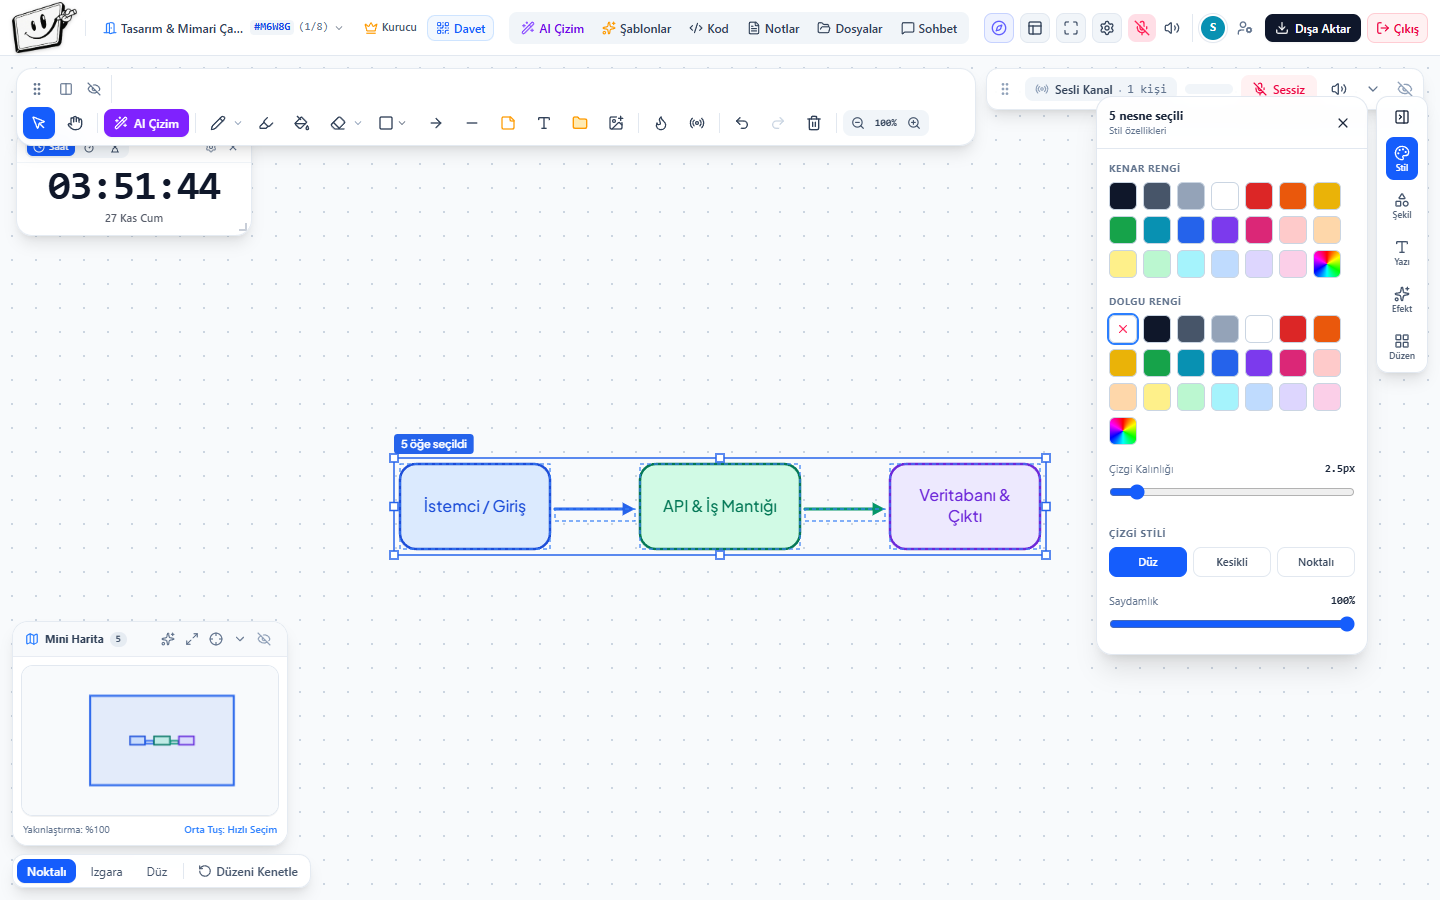 Tasarım & Mimari Ça... #M6W8G (1/8)
Kurucu
Davet
AI Çizim
Şablonlar
Kod
Notlar
Dosyalar
Sohbet
S
Dışa Aktar
Çıkış
AI Çizim
100%
Sesli Kanal · 1 kişi
Sessiz
Saat
03:51:44
27 Kas Cum
5 nesne seçili
Stil özellikleri
KENAR RENGİ
DOLGU RENGİ
Çizgi Kalınlığı 2.5px
ÇİZGİ STİLİ
Düz
Kesikli
Noktalı
Saydamlık 100%
Stil
Şekil
Yazı
Efekt
Düzen
5 öğe seçildi
İstemci / Giriş
API & İş Mantığı
Veritabanı &
Çıktı
Mini Harita 5
Yakınlaştırma: %100
Orta Tuş: Hızlı Seçim
Noktalı
Izgara
Düz
Düzeni Kenetle